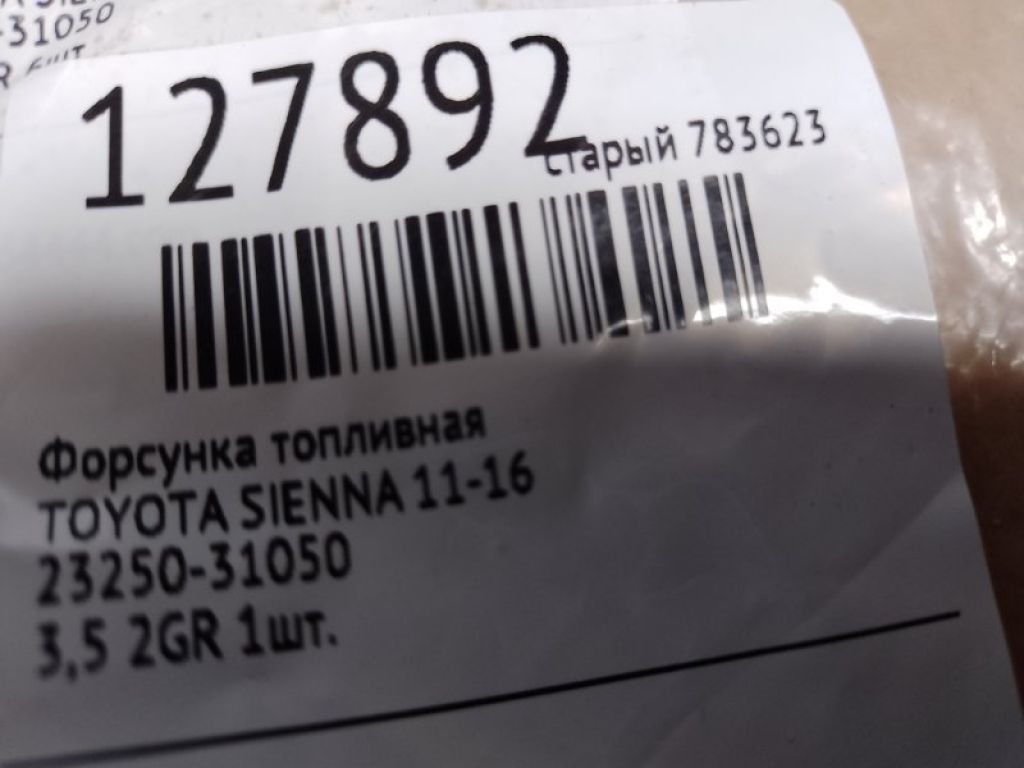 -31050
127892
старый 783623
Форсунка топливная
TOYOTA SIENNA 11-16
23250-31050
3,5 2GR 1шт.